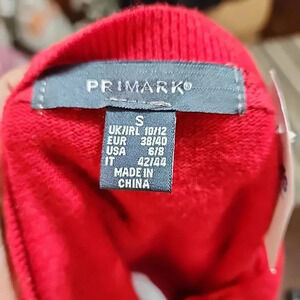 PRIMARK®
S
UK/IRL 10/12
EUR 38/40
USA 6/8
IT 42/44
MADE IN
CHINA